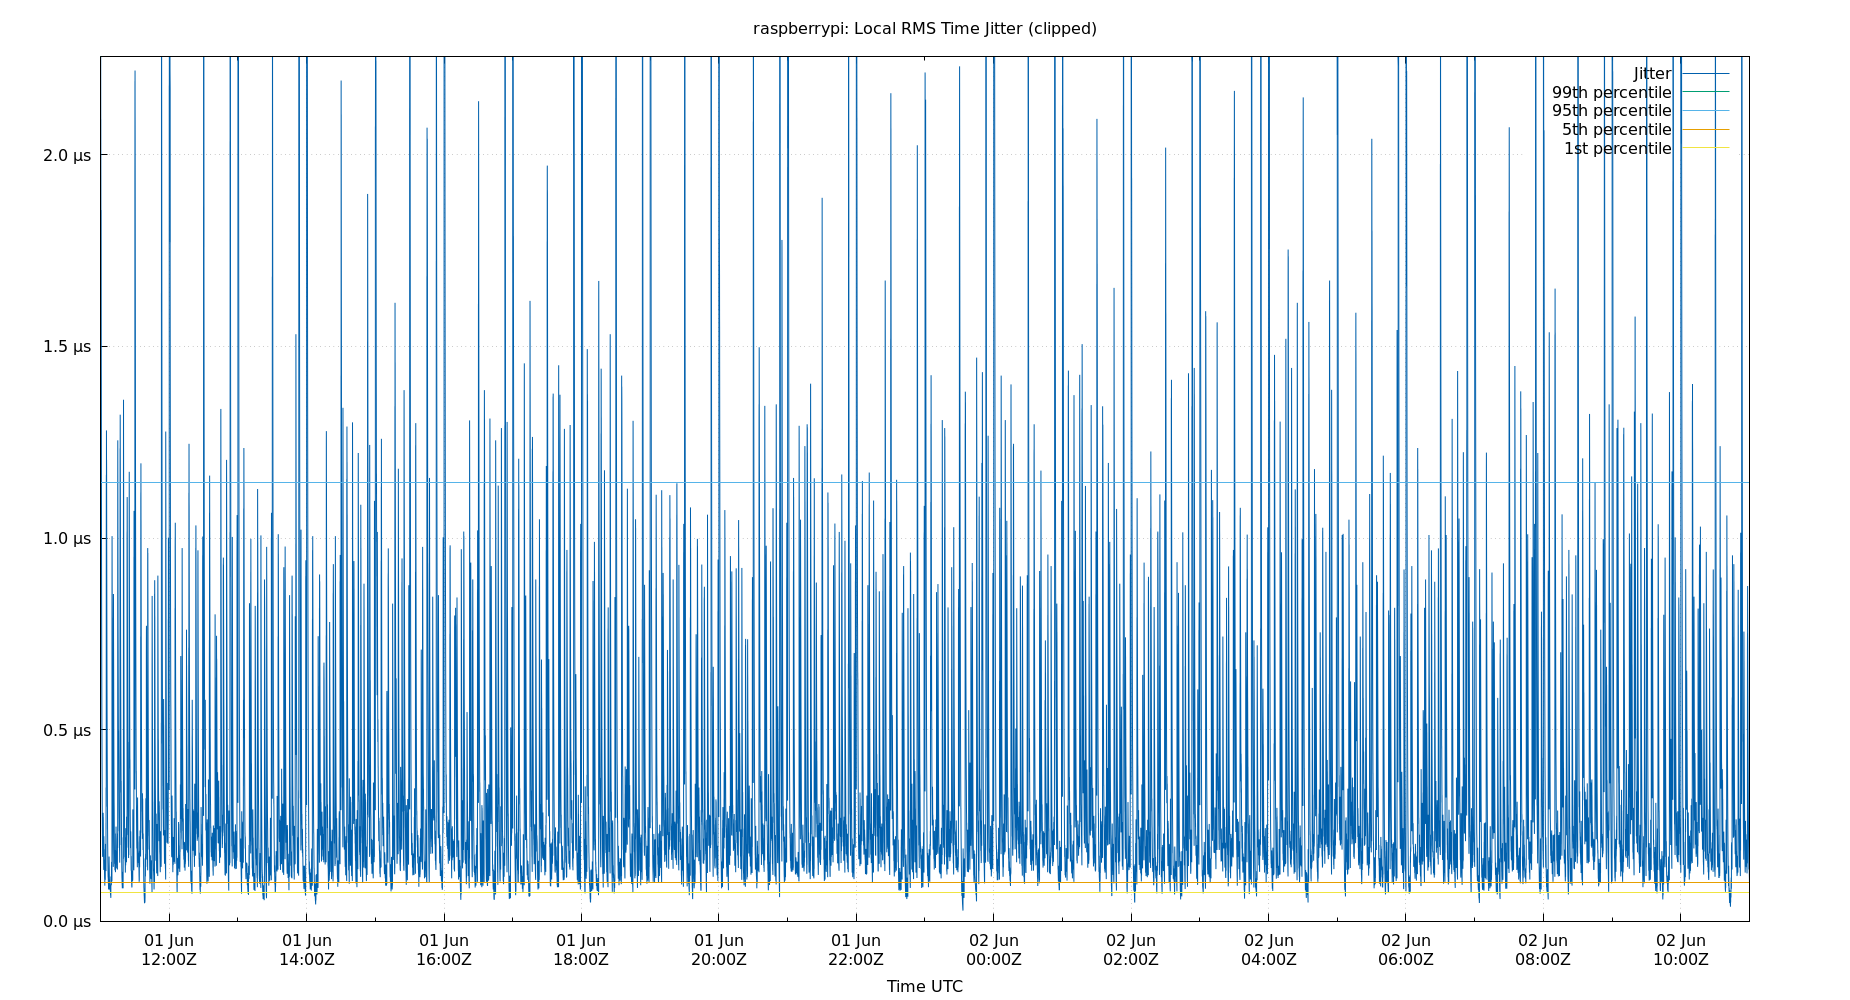 raspberrypi: Local RMS Time Jitter (clipped)
Jitter
99th percentile
95th percentile
5th percentile
1st percentile
2.0 µs
1.5 µs
1.0 µs
0.5 µs
0.0 µs
01 Jun 01 Jun 01 Jun 01 Jun 01 Jun 01 Jun 02 Jun 02 Jun 02 Jun 02 Jun 02 Jun 02 Jun
12:00Z 14:00Z 16:00Z 18:00Z 20:00Z 22:00Z 00:00Z 02:00Z 04:00Z 06:00Z 08:00Z 10:00Z
Time UTC